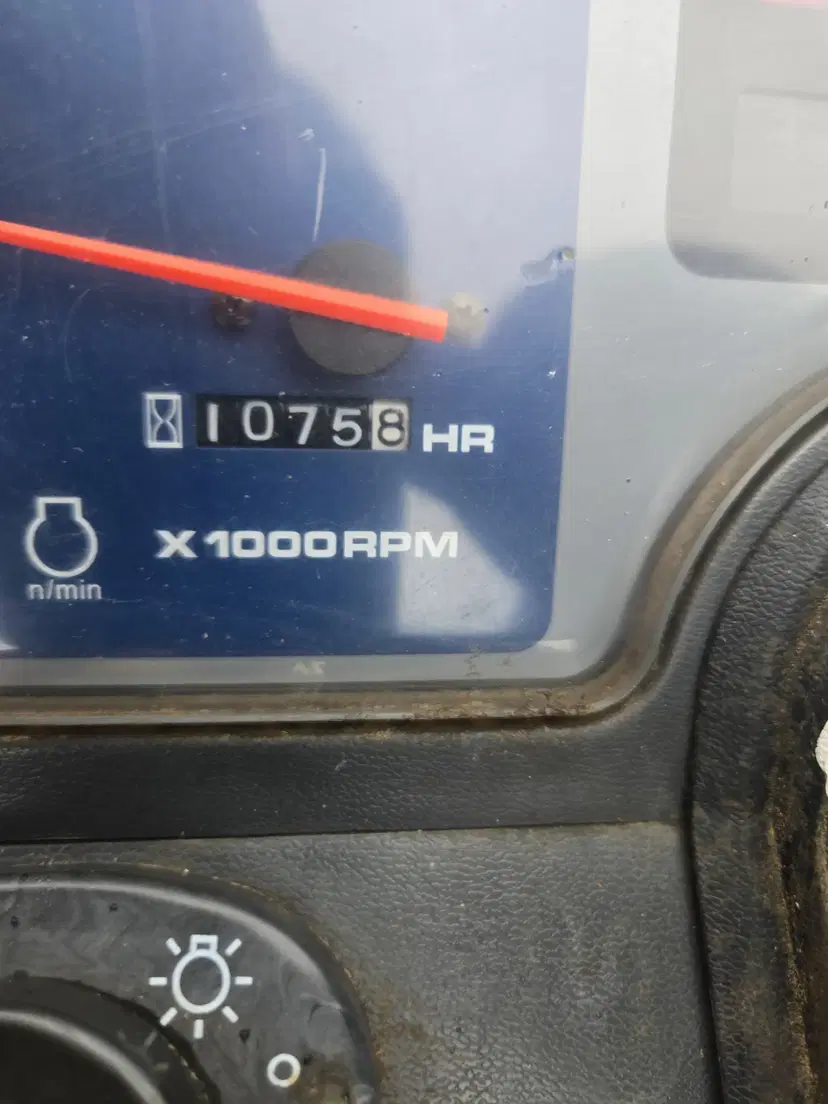 10758 HR
X1000RPM
n/min